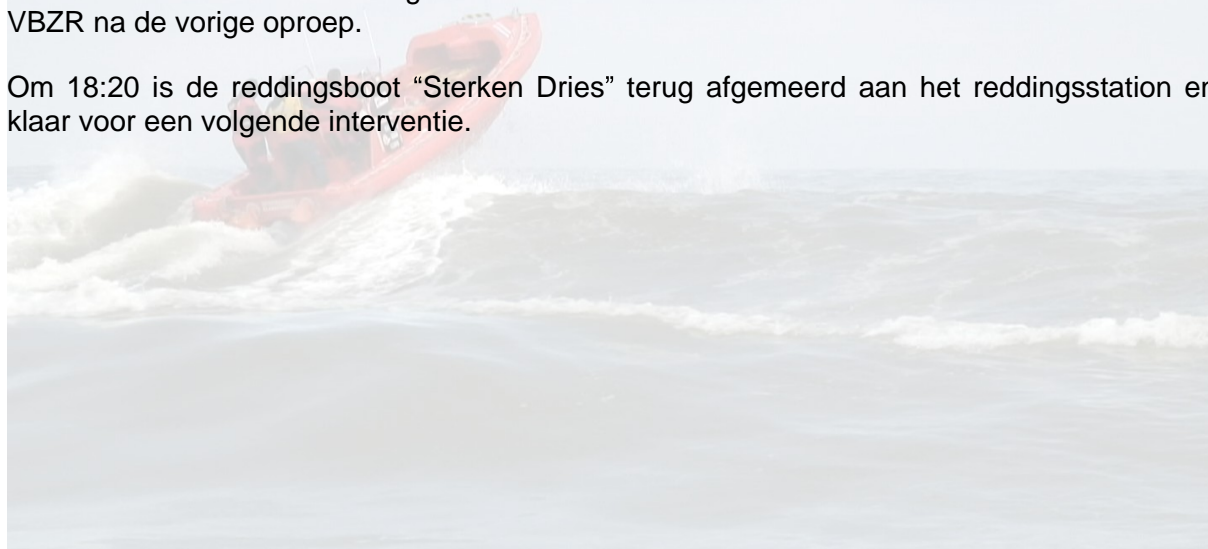 VBZR na de vorige oproep.
Om 18:20 is de reddingsboot “Sterken Dries” terug afgemeerd aan het reddingsstation en
klaar voor een volgende interventie.